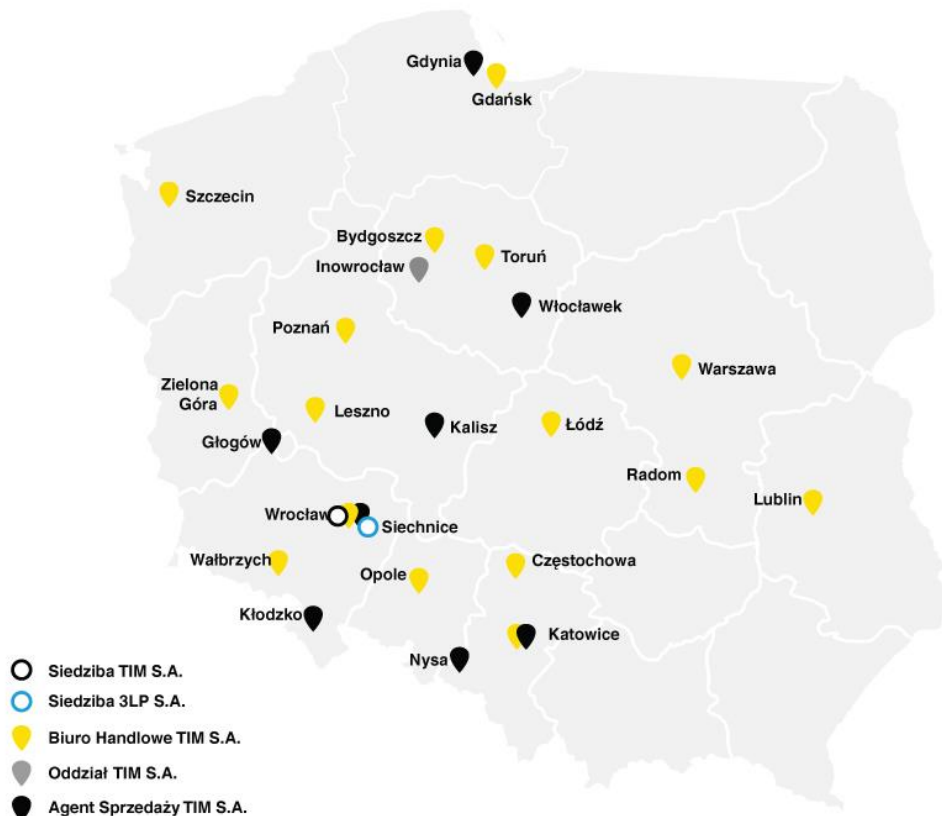 Gdynia
Gdańsk
Szczecin
Bydgoszcz
Toruń
Inowrocław
Włocławek
Poznań
Warszawa
Zielona
Góra
Leszno
Kalisz
Łódź
Głogów
Radom
Lublin
Wrocław
Siechnice
Wałbrzych
Opole
Częstochowa
Kłodzko
Katowice
Nysa
Siedziba TIM S.A.
Siedziba 3LP S.A.
Biuro Handlowe TIM S.A.
Oddział TIM S.A.
Agent Sprzedaży TIM S.A.